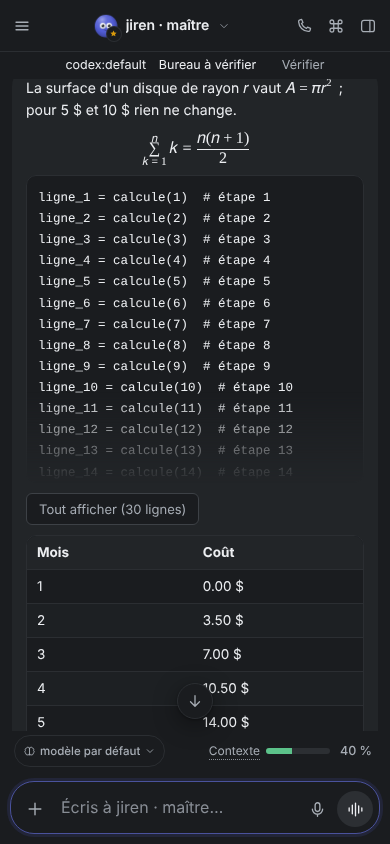 jiren · maître
codex:default Bureau à vérifier Vérifier
La surface d'un disque de rayon r vaut A = πr² ;
pour 5 $ et 10 $ rien ne change.
n
∑ k = n(n + 1)
k = 1 2
ligne_1 = calcule(1)  # étape 1
ligne_2 = calcule(2)  # étape 2
ligne_3 = calcule(3)  # étape 3
ligne_4 = calcule(4)  # étape 4
ligne_5 = calcule(5)  # étape 5
ligne_6 = calcule(6)  # étape 6
ligne_7 = calcule(7)  # étape 7
ligne_8 = calcule(8)  # étape 8
ligne_9 = calcule(9)  # étape 9
ligne_10 = calcule(10)  # étape 10
ligne_11 = calcule(11)  # étape 11
ligne_12 = calcule(12)  # étape 12
ligne_13 = calcule(13)  # étape 13
ligne_14 = calcule(14)  # étape 14
Tout afficher (30 lignes)
Mois Coût
1 0.00 $
2 3.50 $
3 7.00 $
4 10.50 $
5 14.00 $
modèle par défaut Contexte 40 %
Écris à jiren · maître…